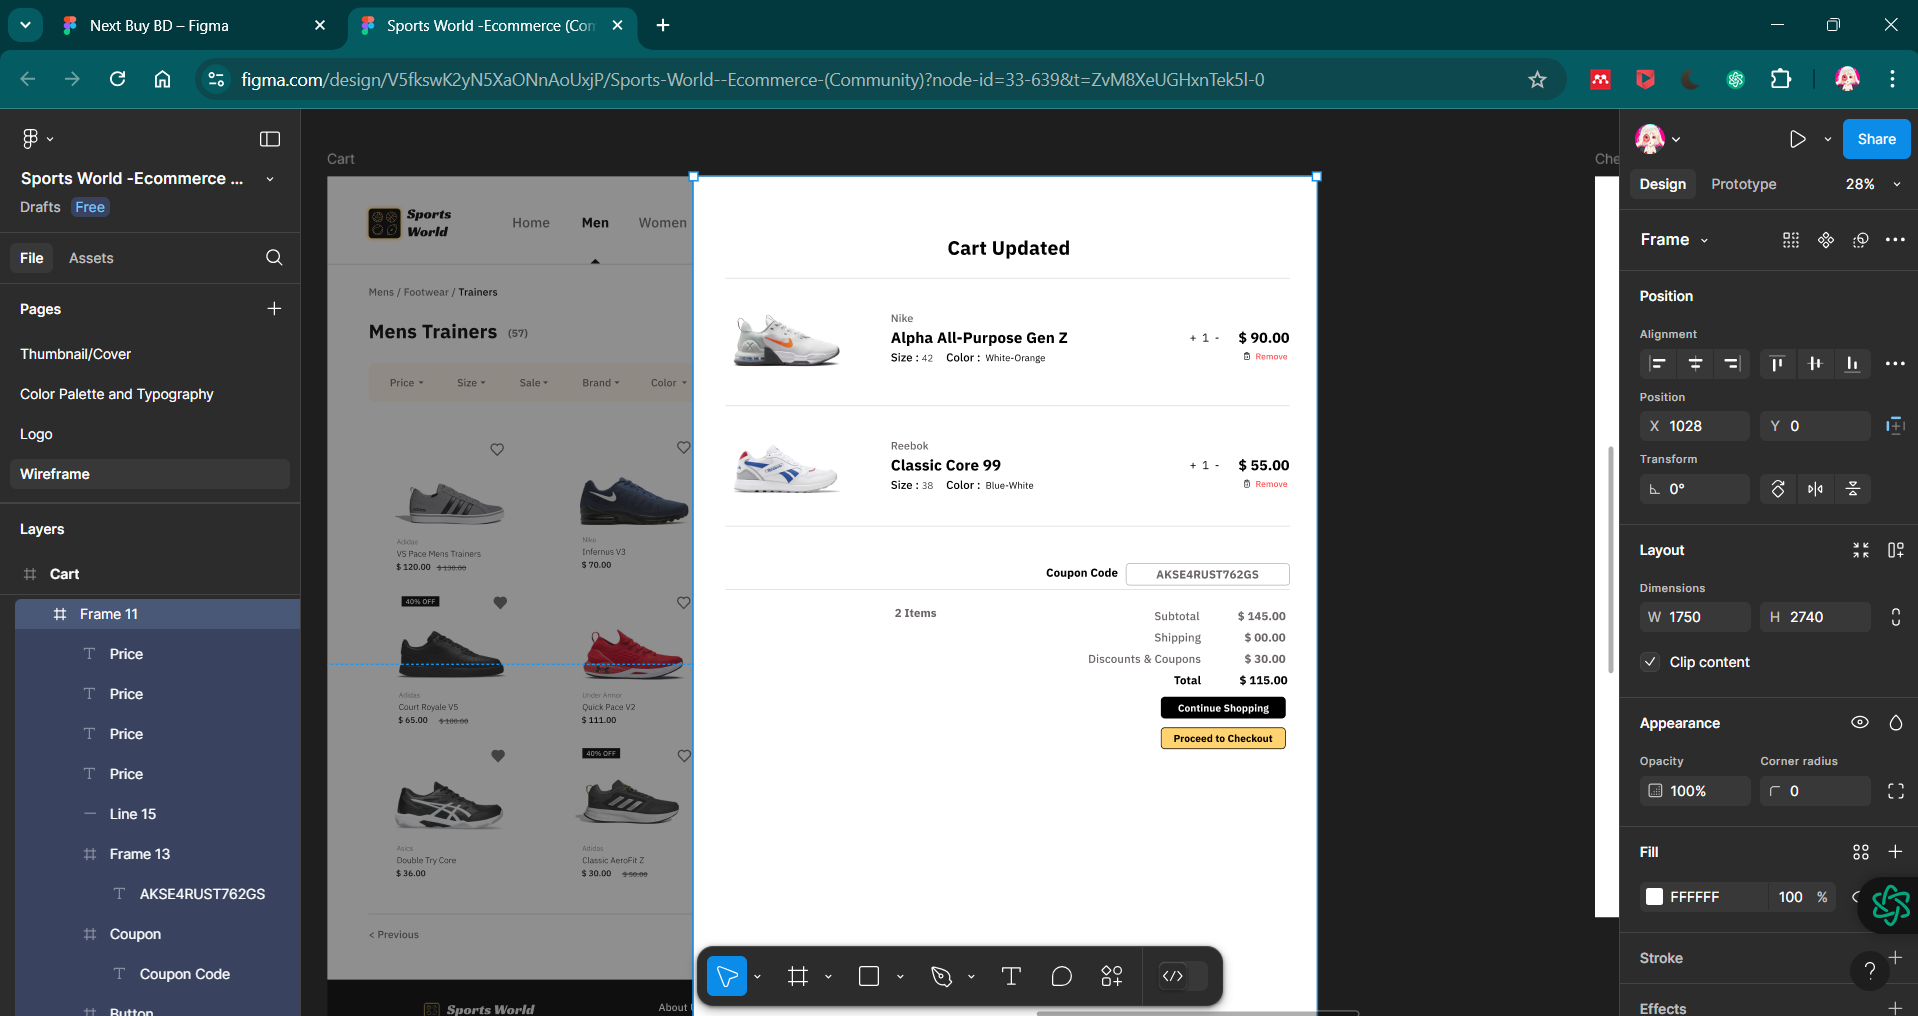 Next Buy BD – Figma
Sports World -Ecommerce (Con
figma.com/design/V5fkswK2yN5XaONnAoUxjP/Sports-World--Ecommerce-(Community)?node-id=33-639&t=ZvM8XeUGHxnTek5l-0
Sports World -Ecommerce ...
Drafts Free
File Assets
Pages
Thumbnail/Cover
Color Palette and Typography
Logo
Wireframe
Layers
Cart
Frame 11
Price
Price
Price
Price
Line 15
Frame 13
AKSE4RUST762GS
Coupon
Coupon Code
Button
Cart
Sports
World
Home Men Women
Mens / Footwear / Trainers
Mens Trainers (57)
Price Size Sale Brand Color
Adidas
VS Pace Mens Trainers
$ 120.00 $ 130.00
Nike
Infernus V3
$ 70.00
40% OFF
Adidas
Court Royale V5
$ 65.00 $ 100.00
Under Armor
Quick Pace V2
$ 111.00
40% OFF
Asics
Double Try Core
$ 36.00
Adidas
Classic AeroFit Z
$ 30.00 $ 50.00
< Previous
Sports World
About
Cart Updated
Nike
Alpha All-Purpose Gen Z
Size : 42 Color : White-Orange
+ 1 - $ 90.00
Remove
Reebok
Classic Core 99
Size : 38 Color : Blue-White
+ 1 - $ 55.00
Remove
Coupon Code AKSE4RUST762GS
2 Items
Subtotal $ 145.00
Shipping $ 00.00
Discounts & Coupons $ 30.00
Total $ 115.00
Continue Shopping
Proceed to Checkout
Che
Share
Design Prototype 28%
Frame
Position
Alignment
Position
X 1028 Y 0
Transform
0°
Layout
Dimensions
W 1750 H 2740
Clip content
Appearance
Opacity Corner radius
100% 0
Fill
FFFFFF 100 %
Stroke
?
Effects